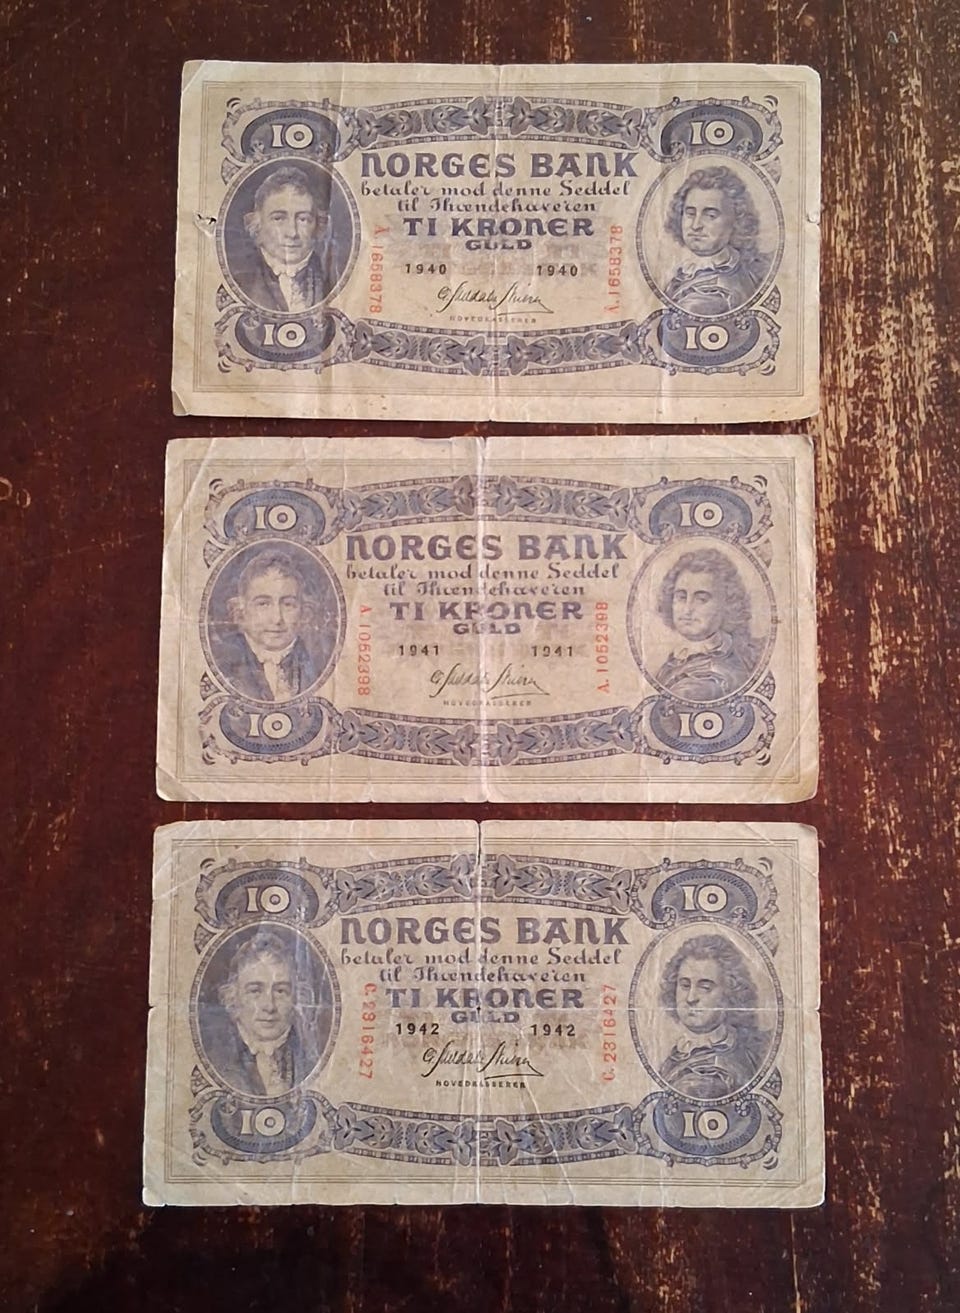 10 10
NORGES BANK
betaler mod denne Seddel
til Ihændehaveren
TI KRONER
GULD
A.1658378 A.1658378
1940 1940
HOVEDKASSERER
10 10
10 10
NORGES BANK
betaler mod denne Seddel
til Ihændehaveren
TI KRONER
GULD
A.1052398 A.1052398
1941 1941
HOVEDKASSERER
10 10
10 10
NORGES BANK
betaler mod denne Seddel
til Ihændehaveren
TI KRONER
GULD
C.2316427 C.2316427
1942 1942
HOVEDKASSERER
10 10